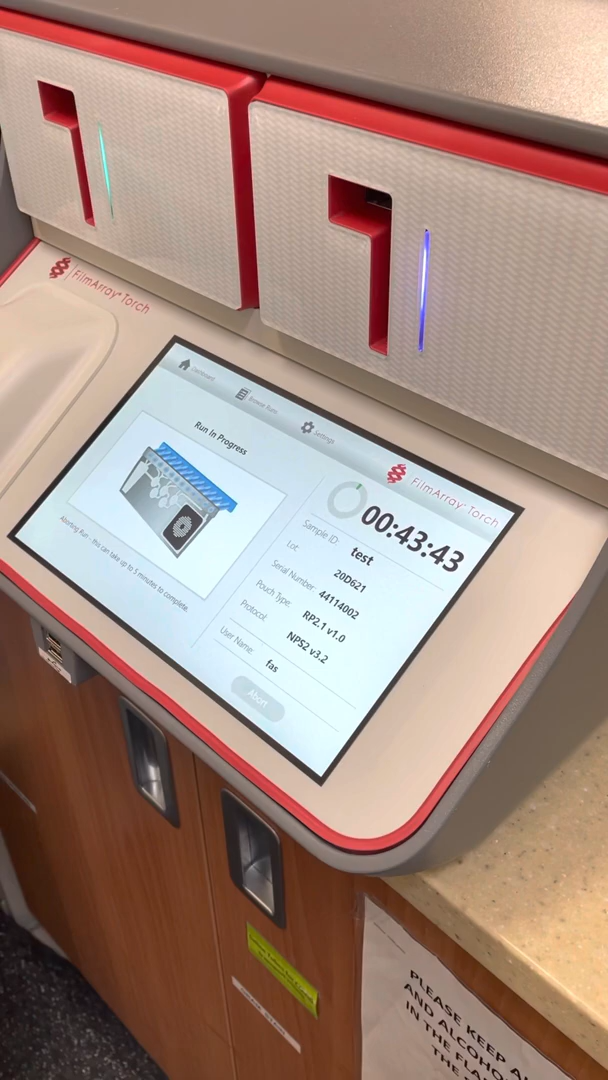 FilmArray® Torch
Dashboard
Browse Runs
Settings
FilmArray® Torch
Run In Progress
Aborting Run - this can take up to 5 minutes to complete.
00:43:43
Sample ID:
test
Lot:
20D621
Serial Number:
44114002
Pouch Type:
RP2.1 v1.0
Protocol:
NPS2 v3.2
User Name:
fas
Abort
PLEASE KEEP
AND ALCOHO
IN THE FLA
THE